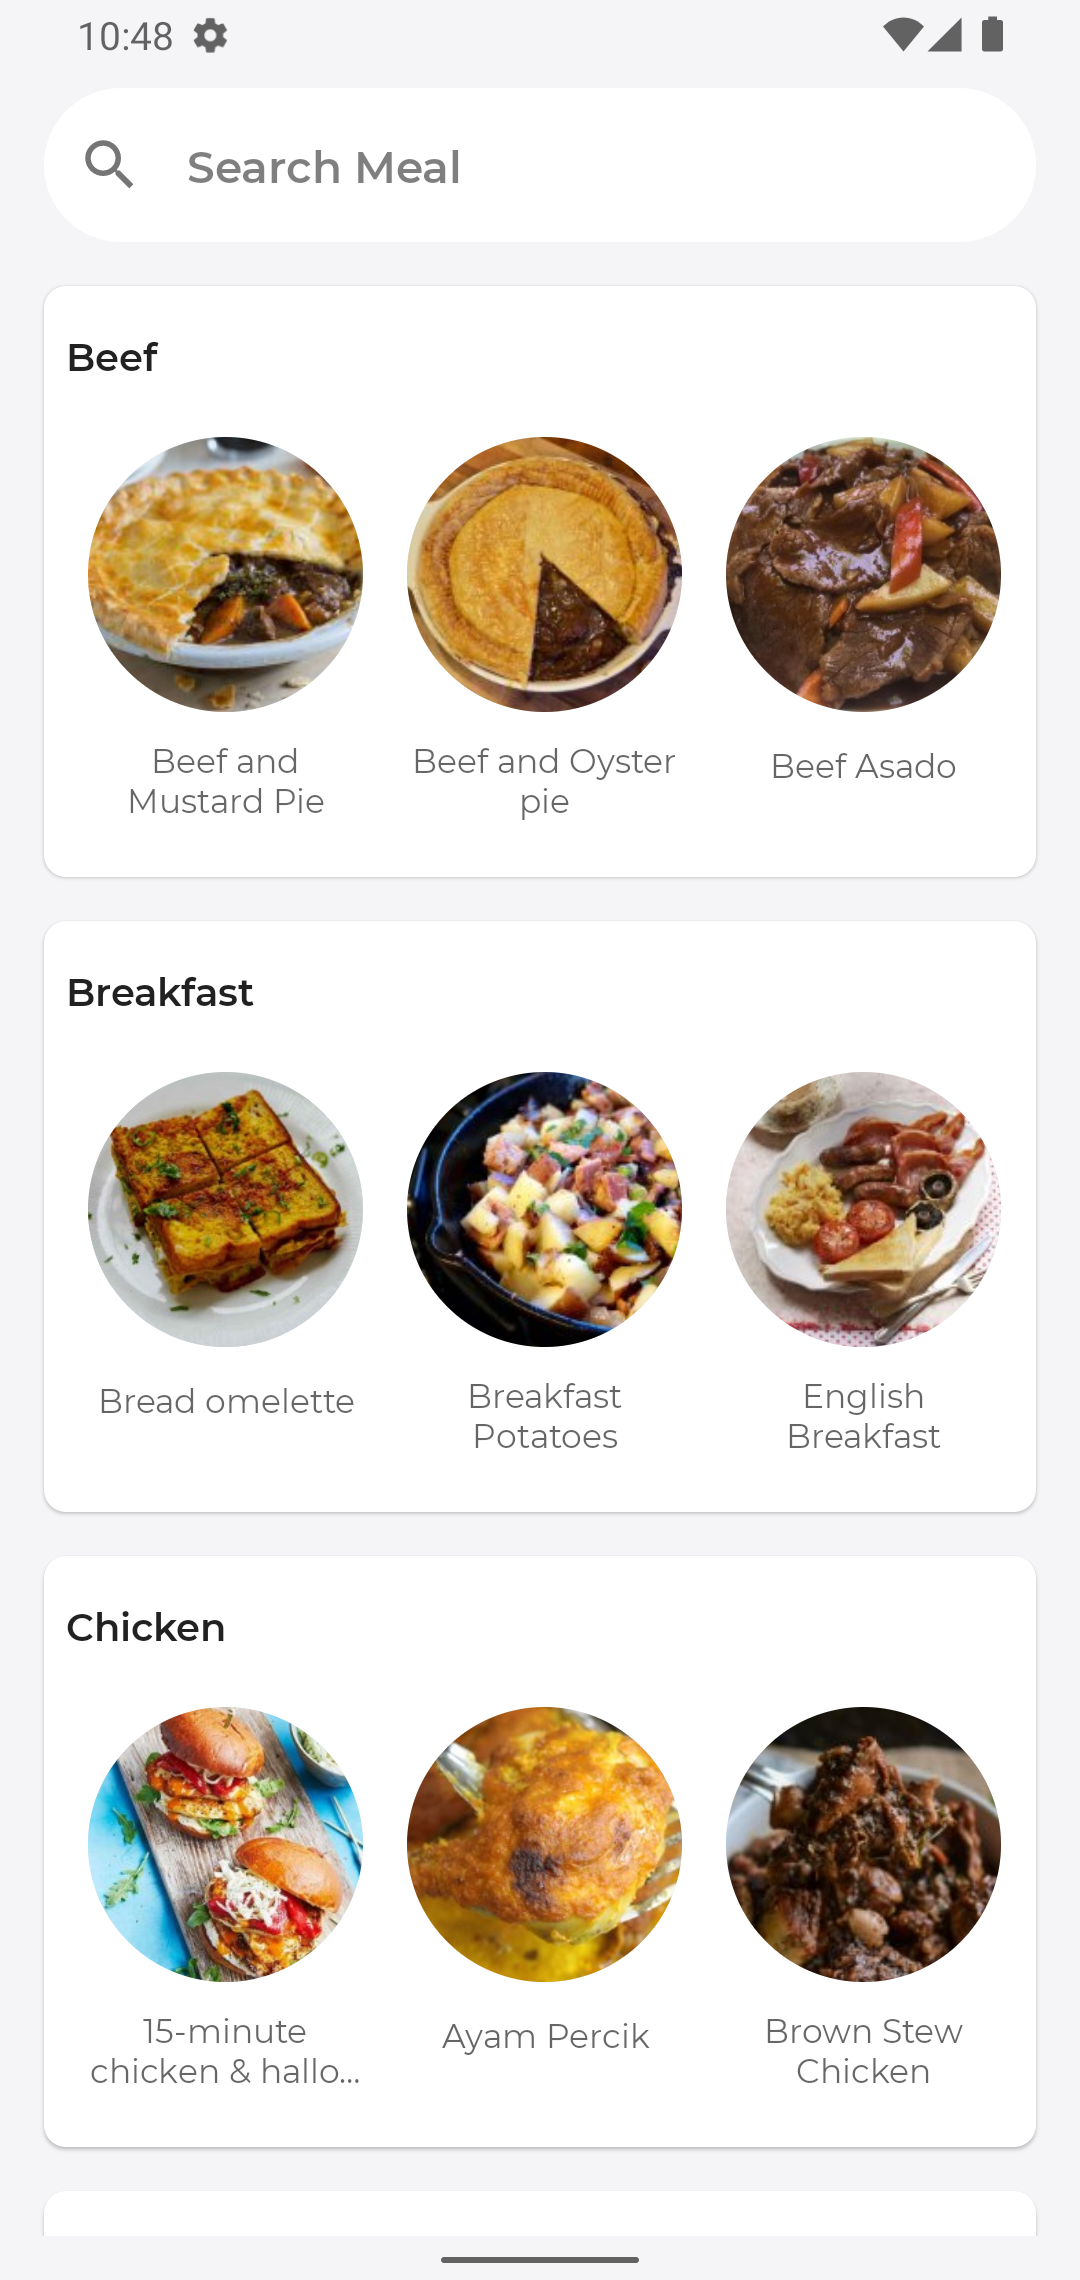 10:48
Search Meal
Beef
Beef and
Mustard Pie
Beef and Oyster
pie
Beef Asado
Breakfast
Bread omelette
Breakfast
Potatoes
English
Breakfast
Chicken
15-minute
chicken & hallo...
Ayam Percik
Brown Stew
Chicken